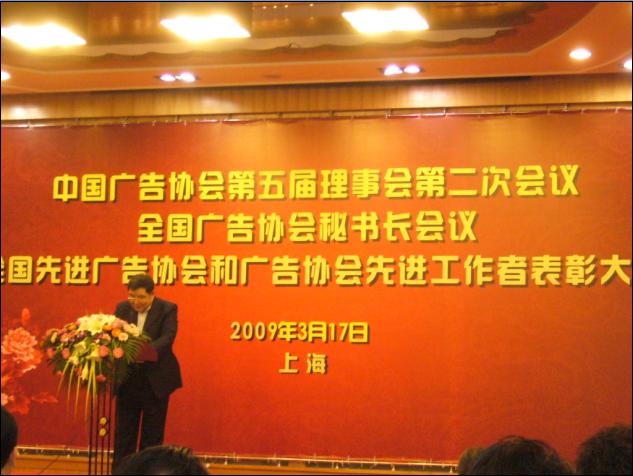 中国广告协会第五届理事会第二次会议
全国广告协会秘书长会议
全国先进广告协会和广告协会先进工作者表彰大
2009年3月17日
上海